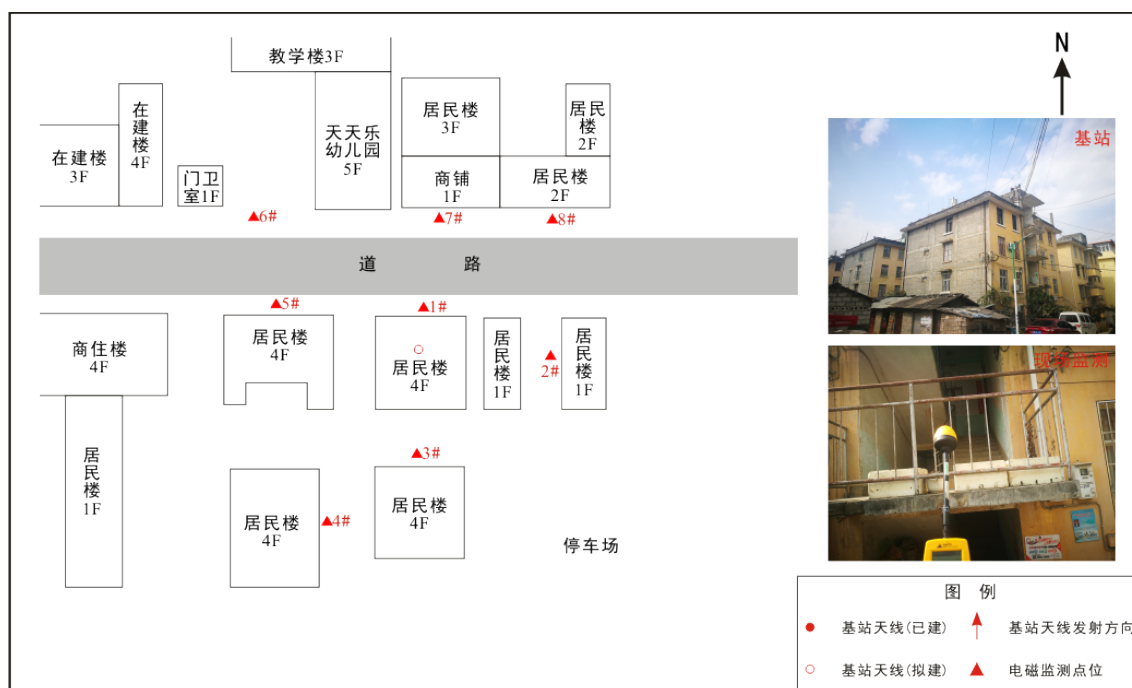 教学楼3F
N
在建楼
4F
在建楼
3F
门卫
室1F
天天乐
幼儿园
5F
居民楼
3F
居民
楼
2F
商铺
1F
居民楼
2F
基站
6#
7#
8#
道 路
5#
1#
商住楼
4F
居民楼
4F
居民楼
4F
居民楼
1F
2#
居民楼
1F
现场监测
居民楼
1F
3#
居民楼
4F
4#
居民楼
4F
停车场
图 例
基站天线(已建)
基站天线发射方向
基站天线(拟建)
电磁监测点位